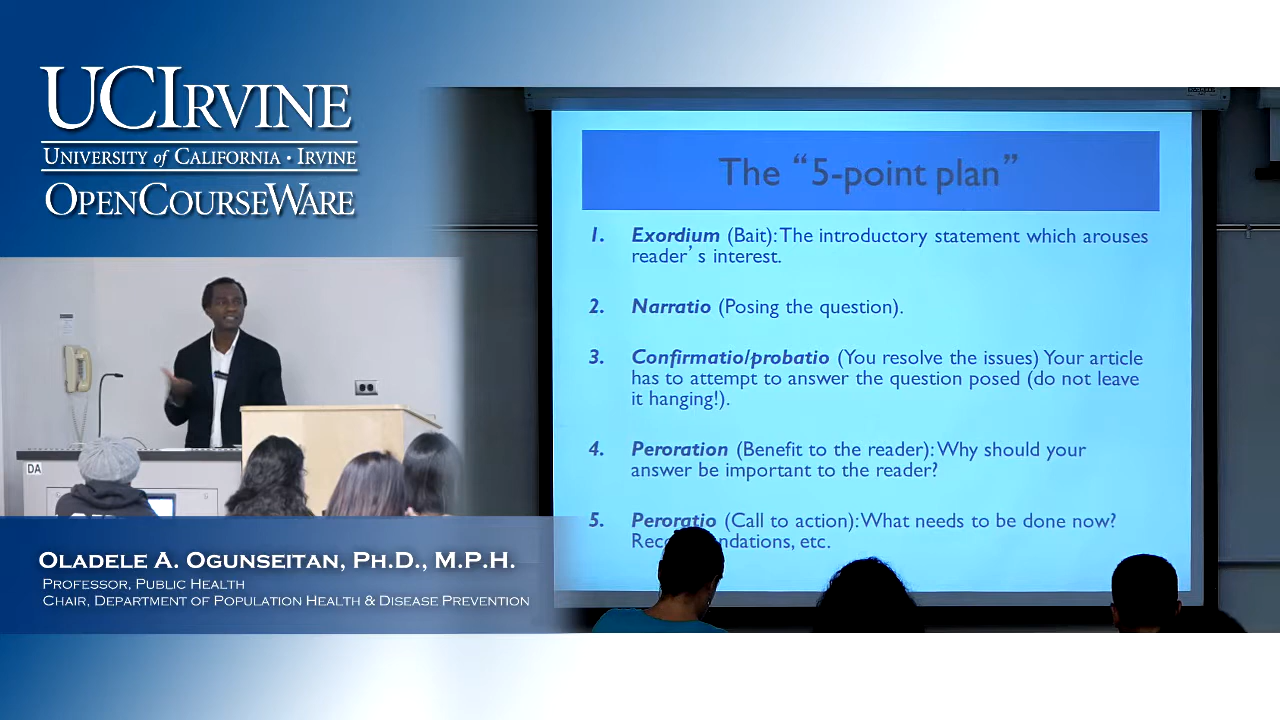 UCIRVINE
UNIVERSITY of CALIFORNIA · IRVINE
OPENCOURSEWARE
The “5-point plan”
1. Exordium (Bait): The introductory statement which arouses
reader’s interest.
2. Narratio (Posing the question).
3. Confirmatio/probatio (You resolve the issues) Your article
has to attempt to answer the question posed (do not leave
it hanging!).
4. Peroration (Benefit to the reader): Why should your
answer be important to the reader?
5. Peroratio (Call to action): What needs to be done now?
etc.
DA
OLADELE A. OGUNSEITAN, PH.D., M.P.H.
PROFESSOR, PUBLIC HEALTH
CHAIR, DEPARTMENT OF POPULATION HEALTH & DISEASE PREVENTION